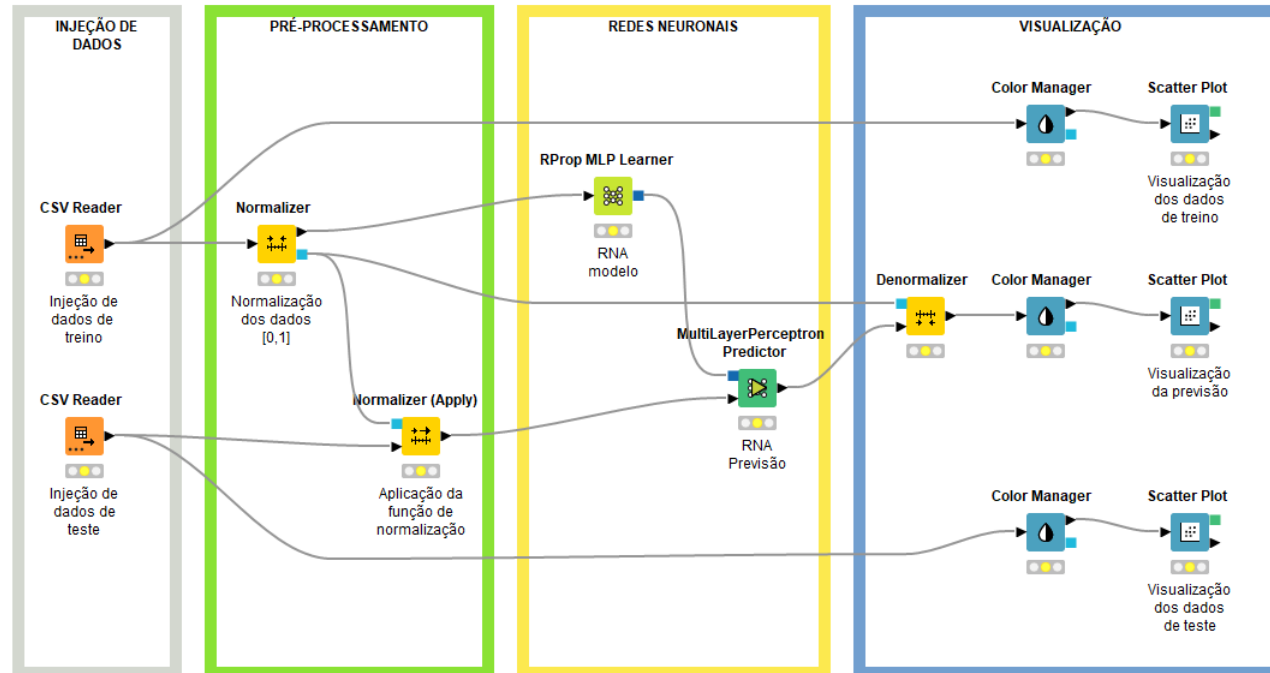 INJEÇÃO DE
DADOS
PRÉ-PROCESSAMENTO
REDES NEURONAIS
VISUALIZAÇÃO
Color Manager
Scatter Plot
Visualização
dos dados
de treino
RProp MLP Learner
RNA
modelo
CSV Reader
Injeção de
dados de
treino
Normalizer
Normalização
dos dados
[0,1]
Denormalizer
Color Manager
Scatter Plot
Visualização
da previsão
MultiLayerPerceptron
Predictor
RNA
Previsão
CSV Reader
Injeção de
dados de
teste
Normalizer (Apply)
Aplicação da
função de
normalização
Color Manager
Scatter Plot
Visualização
dos dados
de teste